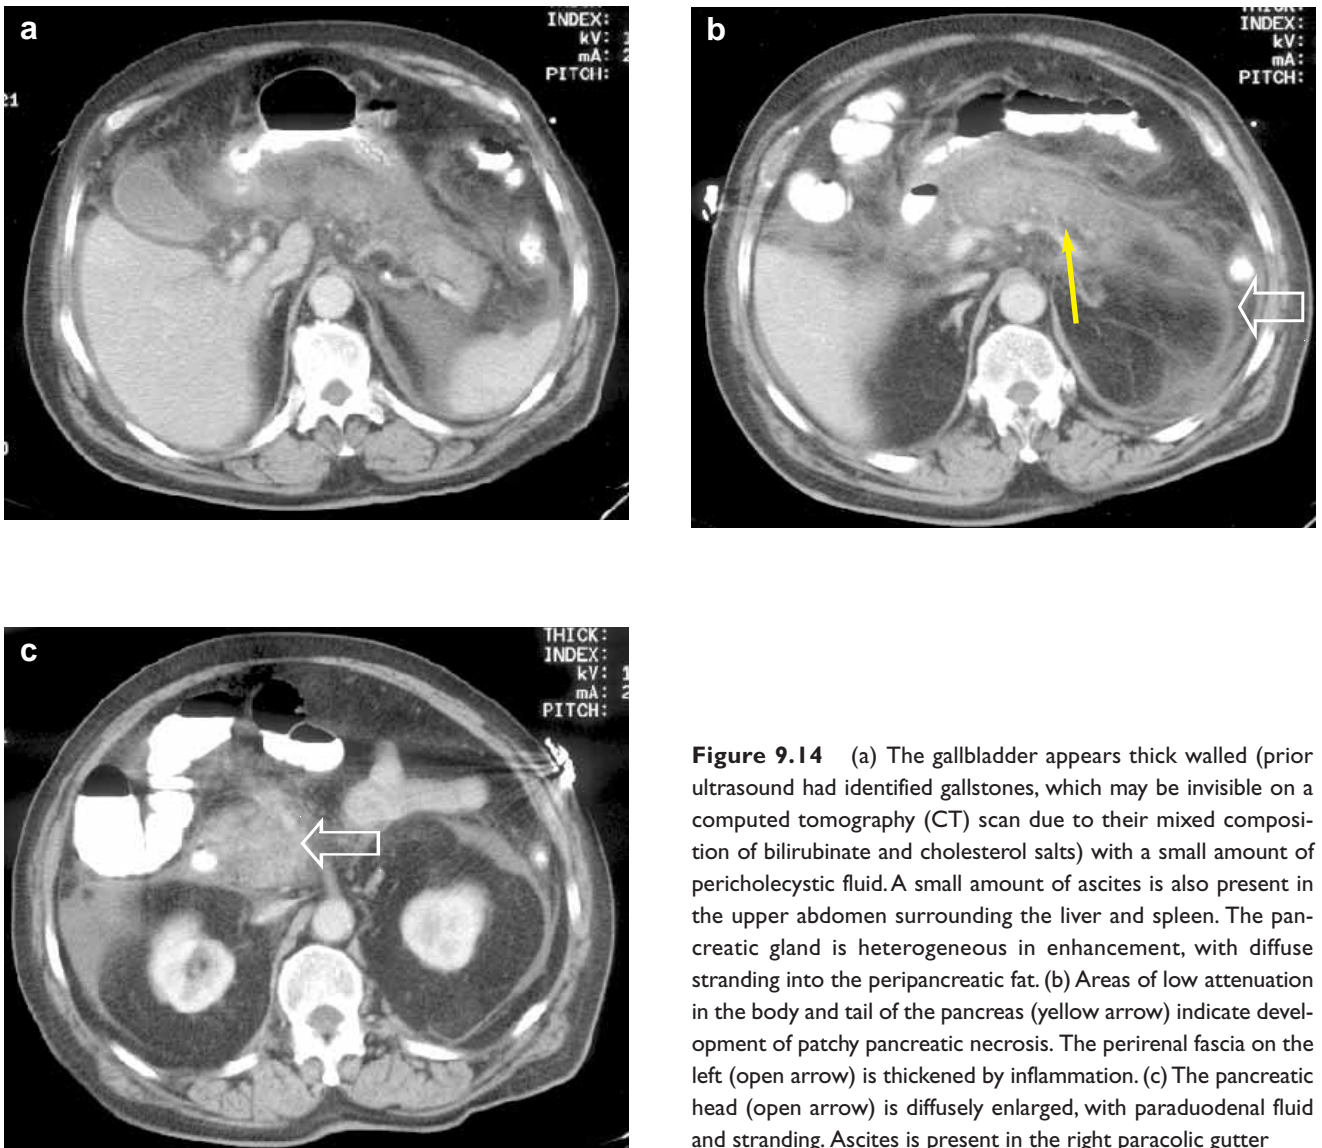 a
INDEX:
kV:
mA: 2
PITCH:
21
b
THICK:
INDEX:
kV:
mA:
PITCH:
c
THICK:
INDEX:
kV: 1
mA: 2
PITCH:
Figure 9.14 (a) The gallbladder appears thick walled (prior
ultrasound had identified gallstones, which may be invisible on a
computed tomography (CT) scan due to their mixed composi-
tion of bilirubinate and cholesterol salts) with a small amount of
pericholecystic fluid. A small amount of ascites is also present in
the upper abdomen surrounding the liver and spleen. The pan-
creatic gland is heterogeneous in enhancement, with diffuse
stranding into the peripancreatic fat. (b) Areas of low attenuation
in the body and tail of the pancreas (yellow arrow) indicate devel-
opment of patchy pancreatic necrosis. The perirenal fascia on the
left (open arrow) is thickened by inflammation. (c) The pancreatic
head (open arrow) is diffusely enlarged, with paraduodenal fluid
and stranding. Ascites is present in the right paracolic gutter